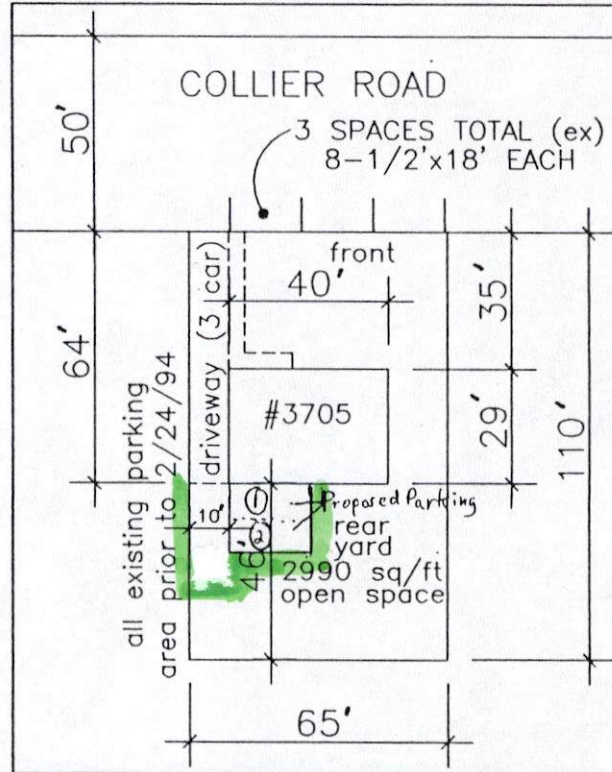 COLLIER ROAD
50'
3 SPACES TOTAL (ex)
8-1/2'x18' EACH
front
40'
35'
64'
driveway (3 car)
all existing parking
area prior to 2/24/94
#3705
29'
110'
10'
1
2
Proposed Parking
rear
yard
46'
2990 sq/ft
open space
65'